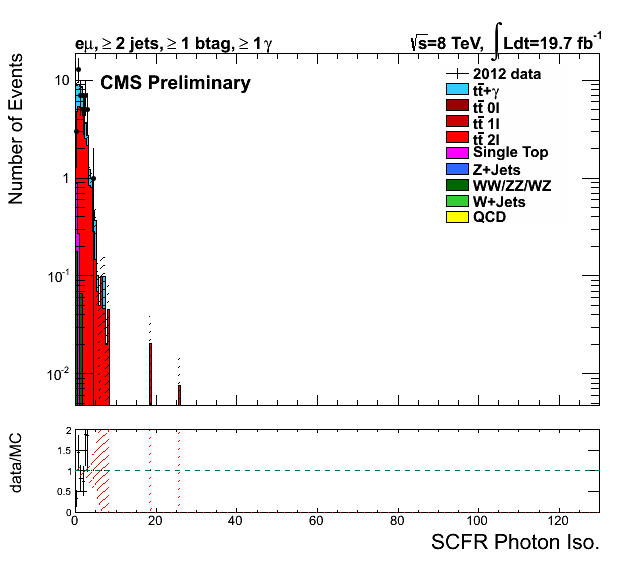 eμ, ≥ 2 jets, ≥ 1 btag, ≥ 1 γ
√s=8 TeV, ∫ Ldt=19.7 fb⁻¹
CMS Preliminary
Number of Events
10
1
10⁻¹
10⁻²
2012 data
tt̄+γ
tt̄ 0l
tt̄ 1l
tt̄ 2l
Single Top
Z+Jets
WW/ZZ/WZ
W+Jets
QCD
data/MC
2
1.5
1
0.5
0
0 20 40 60 80 100 120
SCFR Photon Iso.